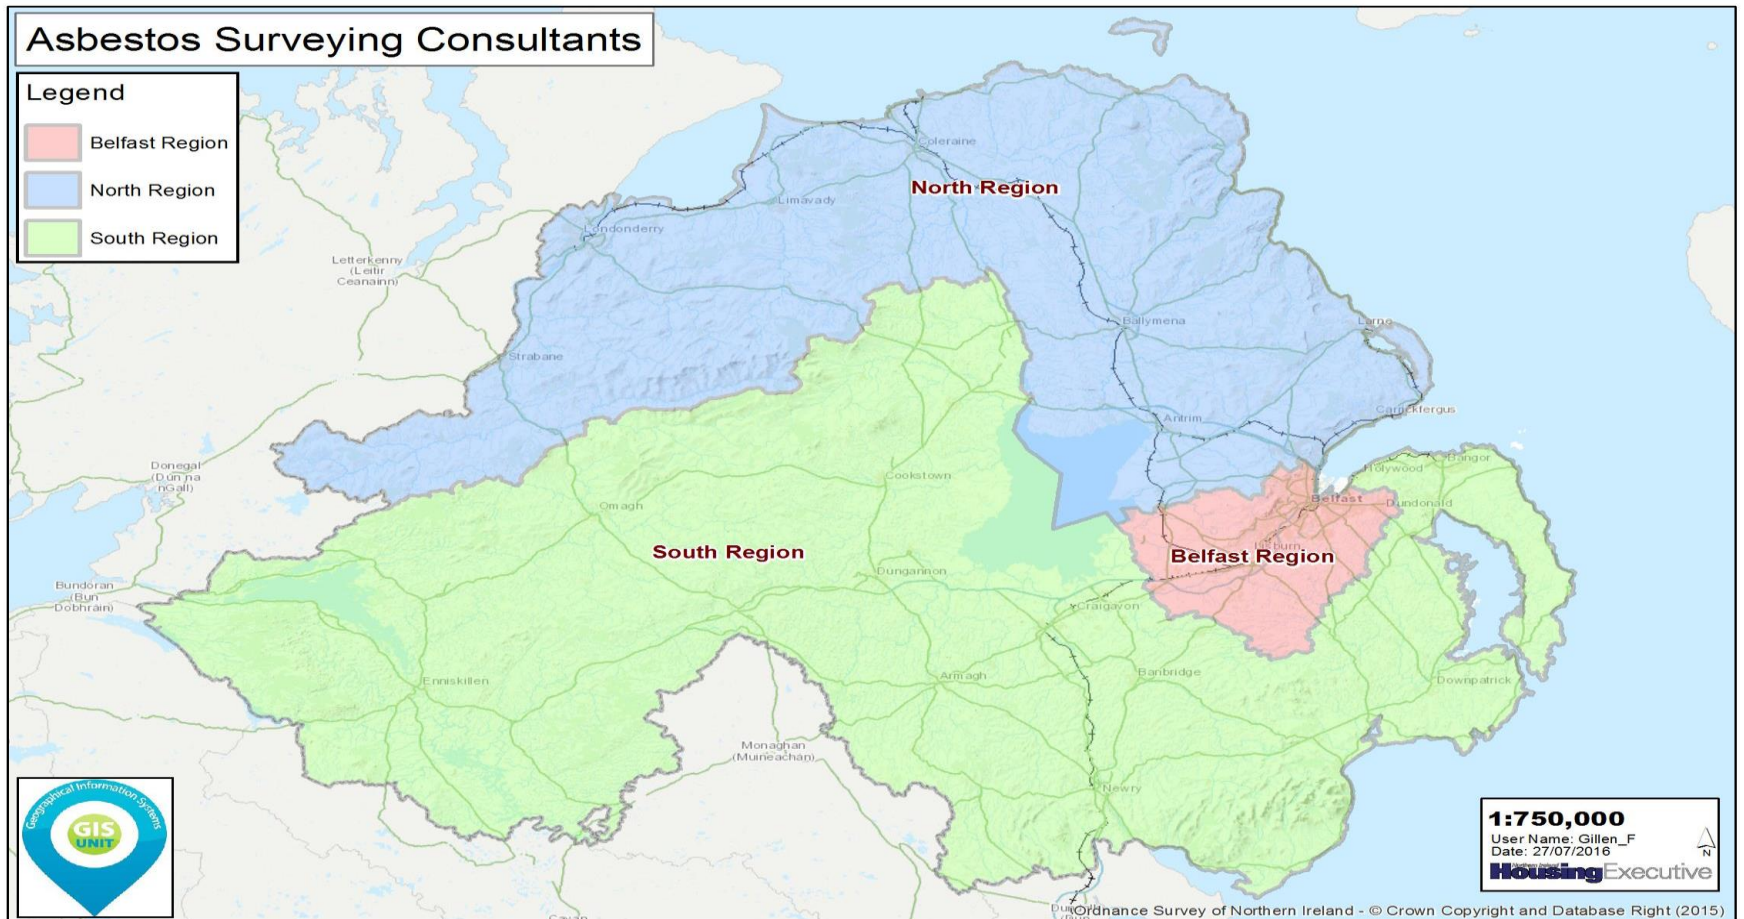 Asbestos Surveying Consultants
Legend
Belfast Region
North Region
South Region
Coleraine
North Region
Limavady
Londonderry
Letterkenny
(Leitir
Ceanainn)
Ballymena
Larne
Strabane
Carrickfergus
Antrim
Donegal
(Dún na
nGall)
Cookstown
Holywood
Bangor
Belfast
Dundonald
Omagh
South Region
Lisburn
Belfast Region
Dungannon
Bundoran
(Bun
Dobhráin)
Craigavon
Enniskillen
Armagh
Banbridge
Downpatrick
Monaghan
(Muineachán)
Newry
Geographical Information Systems
GIS
UNIT
1:750,000
User Name: Gillen_F
Date: 27/07/2016
N
Northern Ireland
HousingExecutive
Cavan
Ordnance Survey of Northern Ireland - © Crown Copyright and Database Right (2015)